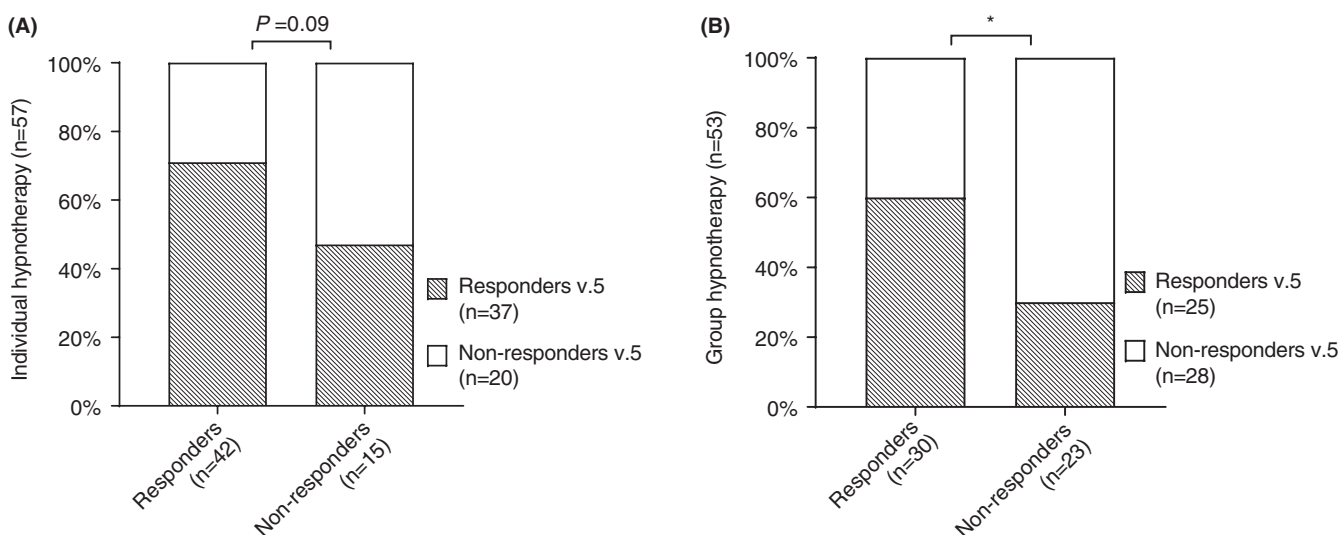 (A)
P =0.09
Individual hypnotherapy (n=57)
100%
80%
60%
40%
20%
0%
Responders
(n=42)
Non-responders
(n=15)
Responders v.5
(n=37)
Non-responders v.5
(n=20)
(B)
*
Group hypnotherapy (n=53)
100%
80%
60%
40%
20%
0%
Responders
(n=30)
Non-responders
(n=23)
Responders v.5
(n=25)
Non-responders v.5
(n=28)